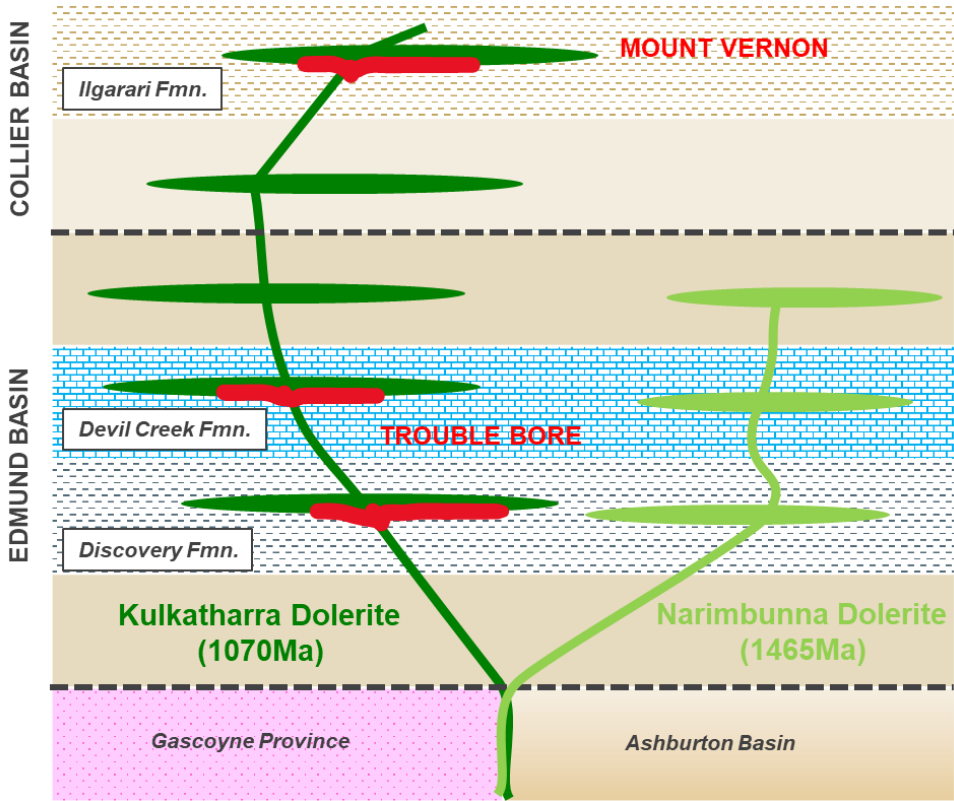 COLLIER BASIN
MOUNT VERNON
Ilgarari Fmn.
EDMUND BASIN
Devil Creek Fmn.
TROUBLE BORE
Discovery Fmn.
Kulkatharra Dolerite
(1070Ma)
Narimbunna Dolerite
(1465Ma)
Gascoyne Province
Ashburton Basin